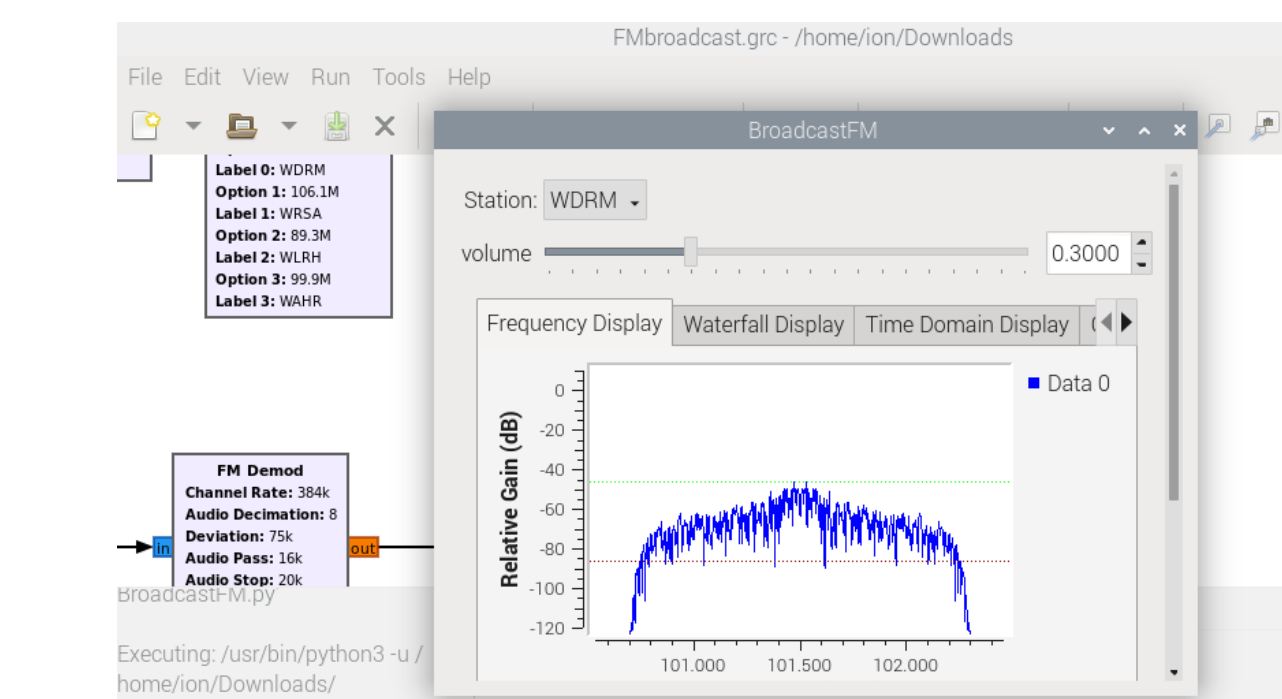 FMbroadcast.grc - /home/ion/Downloads
File Edit View Run Tools Help
BroadcastFM
Label 0: WDRM
Option 1: 106.1M
Label 1: WRSA
Option 2: 89.3M
Label 2: WLRH
Option 3: 99.9M
Label 3: WAHR
Station: WDRM
volume 0.3000
Frequency Display Waterfall Display Time Domain Display
Data 0
Relative Gain (dB)
0
-20
-40
-60
-80
-100
-120
101.000 101.500 102.000
FM Demod
Channel Rate: 384k
Audio Decimation: 8
Deviation: 75k
Audio Pass: 16k
Audio Stop: 20k
in
out
BroadcastFM.py
Executing: /usr/bin/python3 -u /
home/ion/Downloads/